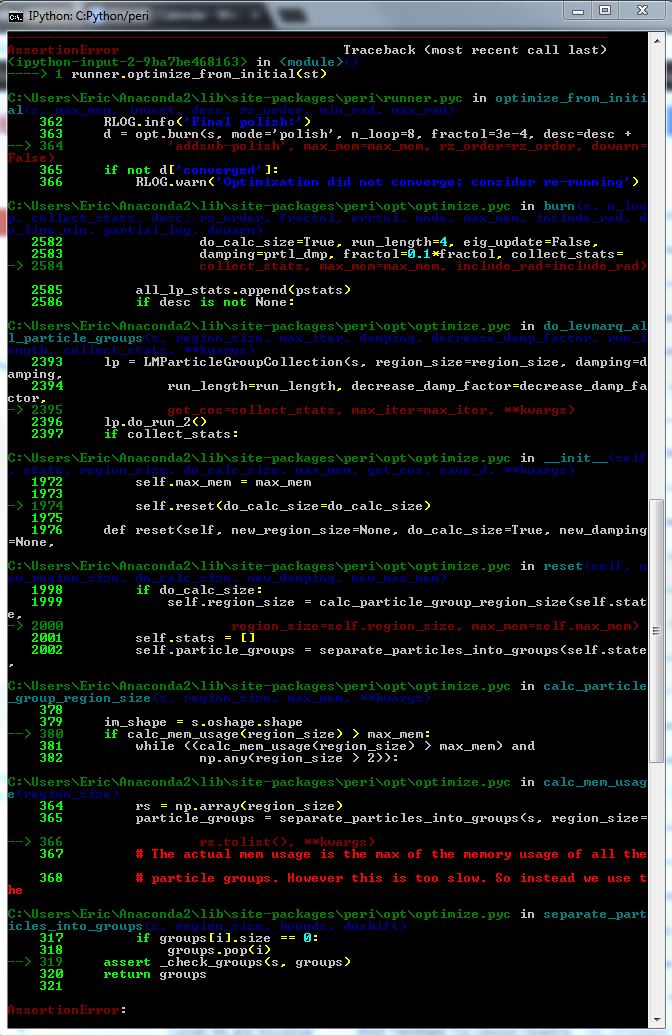 IPython: C:Python/peri
AssertionError                            Traceback (most recent call last)
<ipython-input-2-9ba7be468163> in <module>()
----> 1 runner.optimize_from_initial(st)
C:\Users\Eric\Anaconda2\lib\site-packages\peri\runner.pyc in optimize_from_initi
al(s, max_mem, invert, desc, rz_order, min_rad, max_rad)
    362     RLOG.info('Final polish:')
    363     d = opt.burn(s, mode='polish', n_loop=8, fractol=3e-4, desc=desc +
--> 364             'addsub-polish', max_mem=max_mem, rz_order=rz_order, dowarn=
False)
    365     if not d['converged']:
    366         RLOG.warn('Optimization did not converge; consider re-running')
C:\Users\Eric\Anaconda2\lib\site-packages\peri\opt\optimize.pyc in burn(s, n_loo
p, collect_stats, desc, rz_order, fractol, errtol, mode, max_mem, include_rad, d
o_line_min, partial_log, dowarn)
   2582                 do_calc_size=True, run_length=4, eig_update=False,
   2583                 damping=prtl_dmp, fractol=0.1*fractol, collect_stats=
-> 2584                 collect_stats, max_mem=max_mem, include_rad=include_rad)
   2585         all_lp_stats.append(pstats)
   2586         if desc is not None:
C:\Users\Eric\Anaconda2\lib\site-packages\peri\opt\optimize.pyc in do_levmarq_al
l_particle_groups(s, region_size, max_iter, damping, decrease_damp_factor, run_l
ength, collect_stats, **kwargs)
   2393     lp = LMParticleGroupCollection(s, region_size=region_size, damping=d
amping,
   2394             run_length=run_length, decrease_damp_factor=decrease_damp_fa
ctor,
-> 2395             get_cos=collect_stats, max_iter=max_iter, **kwargs)
   2396     lp.do_run_2()
   2397     if collect_stats:
C:\Users\Eric\Anaconda2\lib\site-packages\peri\opt\optimize.pyc in __init__(self
, state, region_size, do_calc_size, max_mem, get_cos, save_J, **kwargs)
   1972         self.max_mem = max_mem
   1973
-> 1974         self.reset(do_calc_size=do_calc_size)
   1975
   1976     def reset(self, new_region_size=None, do_calc_size=True, new_damping
=None,
C:\Users\Eric\Anaconda2\lib\site-packages\peri\opt\optimize.pyc in reset(self, n
ew_region_size, do_calc_size, new_damping, new_max_mem)
   1998         if do_calc_size:
   1999             self.region_size = calc_particle_group_region_size(self.stat
e,
-> 2000                     region_size=self.region_size, max_mem=self.max_mem)
   2001         self.stats = []
   2002         self.particle_groups = separate_particles_into_groups(self.state
,
C:\Users\Eric\Anaconda2\lib\site-packages\peri\opt\optimize.pyc in calc_particle
_group_region_size(s, region_size, max_mem, **kwargs)
    378
    379     im_shape = s.oshape.shape
--> 380     if calc_mem_usage(region_size) > max_mem:
    381         while ((calc_mem_usage(region_size) > max_mem) and
    382                 np.any(region_size > 2)):
C:\Users\Eric\Anaconda2\lib\site-packages\peri\opt\optimize.pyc in calc_mem_usag
e(region_size)
    364         rs = np.array(region_size)
    365         particle_groups = separate_particles_into_groups(s, region_size=
--> 366                 rs.tolist(), **kwargs)
    367         # The actual mem usage is the max of the memory usage of all the
    368         # particle groups. However this is too slow. So instead we use t
he
C:\Users\Eric\Anaconda2\lib\site-packages\peri\opt\optimize.pyc in separate_part
icles_into_groups(s, region_size, bounds, doshift)
    317         if groups[i].size == 0:
    318             groups.pop(i)
--> 319     assert _check_groups(s, groups)
    320     return groups
    321
AssertionError: